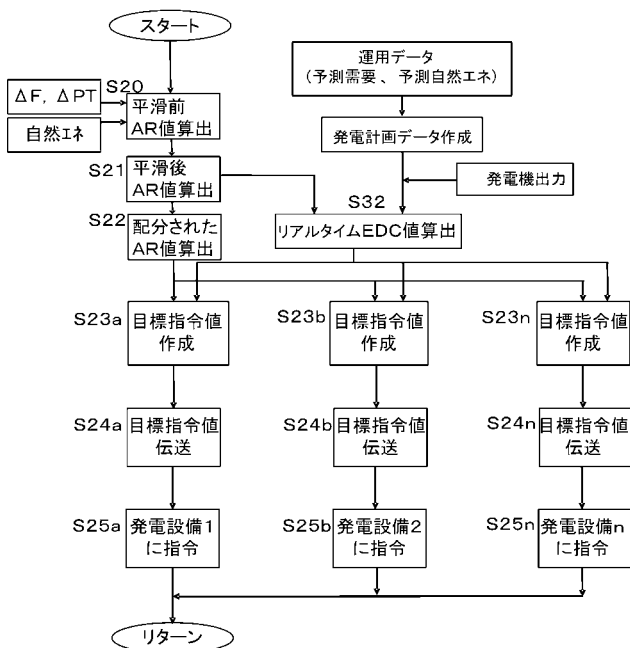 スタート
運用データ
(予測需要、予測自然エネ)
ΔF, ΔPT
S20
平滑前
AR値算出
自然エネ
発電計画データ作成
S21
平滑後
AR値算出
発電機出力
S22
配分された
AR値算出
S32
リアルタイムEDC値算出
S23a
目標指令値
作成
S23b
目標指令値
作成
S23n
目標指令値
作成
S24a
目標指令値
伝送
S24b
目標指令値
伝送
S24n
目標指令値
伝送
S25a
発電設備1
に指令
S25b
発電設備2
に指令
S25n
発電設備n
に指令
リターン